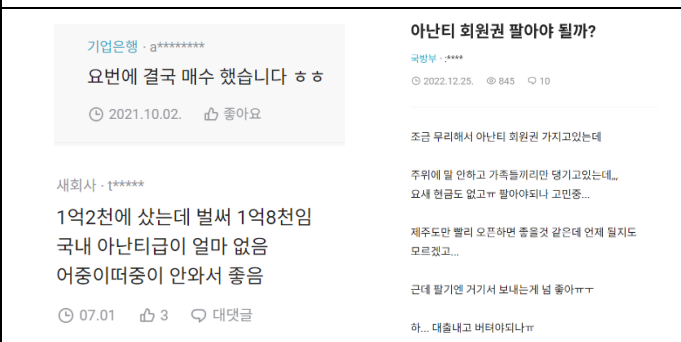 기업은행 · a********
요번에 결국 매수 했습니다 ㅎㅎ
2021.10.02. 좋아요
새회사 · t*****
1억2천에 샀는데 벌써 1억8천임
국내 아난티급이 얼마 없음
어중이떠중이 안와서 좋음
07.01 3 대댓글
아난티 회원권 팔아야 될까?
국방부 · :****
2022.12.25. 845 10
조금 무리해서 아난티 회원권 가지고있는데
주위에 말 안하고 가족들끼리만 댕기고있는데,,,
요새 현금도 없고ㅠ 팔아야되나 고민중...
제주도만 빨리 오픈하면 좋을것 같은데 언제 될지도
모르겠고...
근데 팔기엔 거기서 보내는게 넘 좋아ㅠㅜ
하... 대출내고 버텨야되나ㅠ